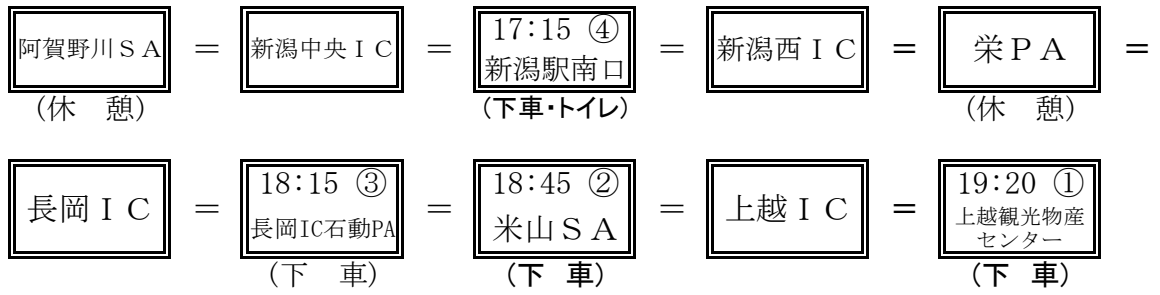 阿賀野川ＳＡ ＝ 新潟中央ＩＣ ＝ 17:15 ④ 新潟駅南口 ＝ 新潟西ＩＣ ＝ 栄ＰＡ ＝
(休　憩) (下車・トイレ) (休　憩)
長岡ＩＣ ＝ 18:15 ③ 長岡IC石動PA ＝ 18:45 ② 米山ＳＡ ＝ 上越ＩＣ ＝ 19:20 ① 上越観光物産センター
(下　車) (下　車) (下　車)